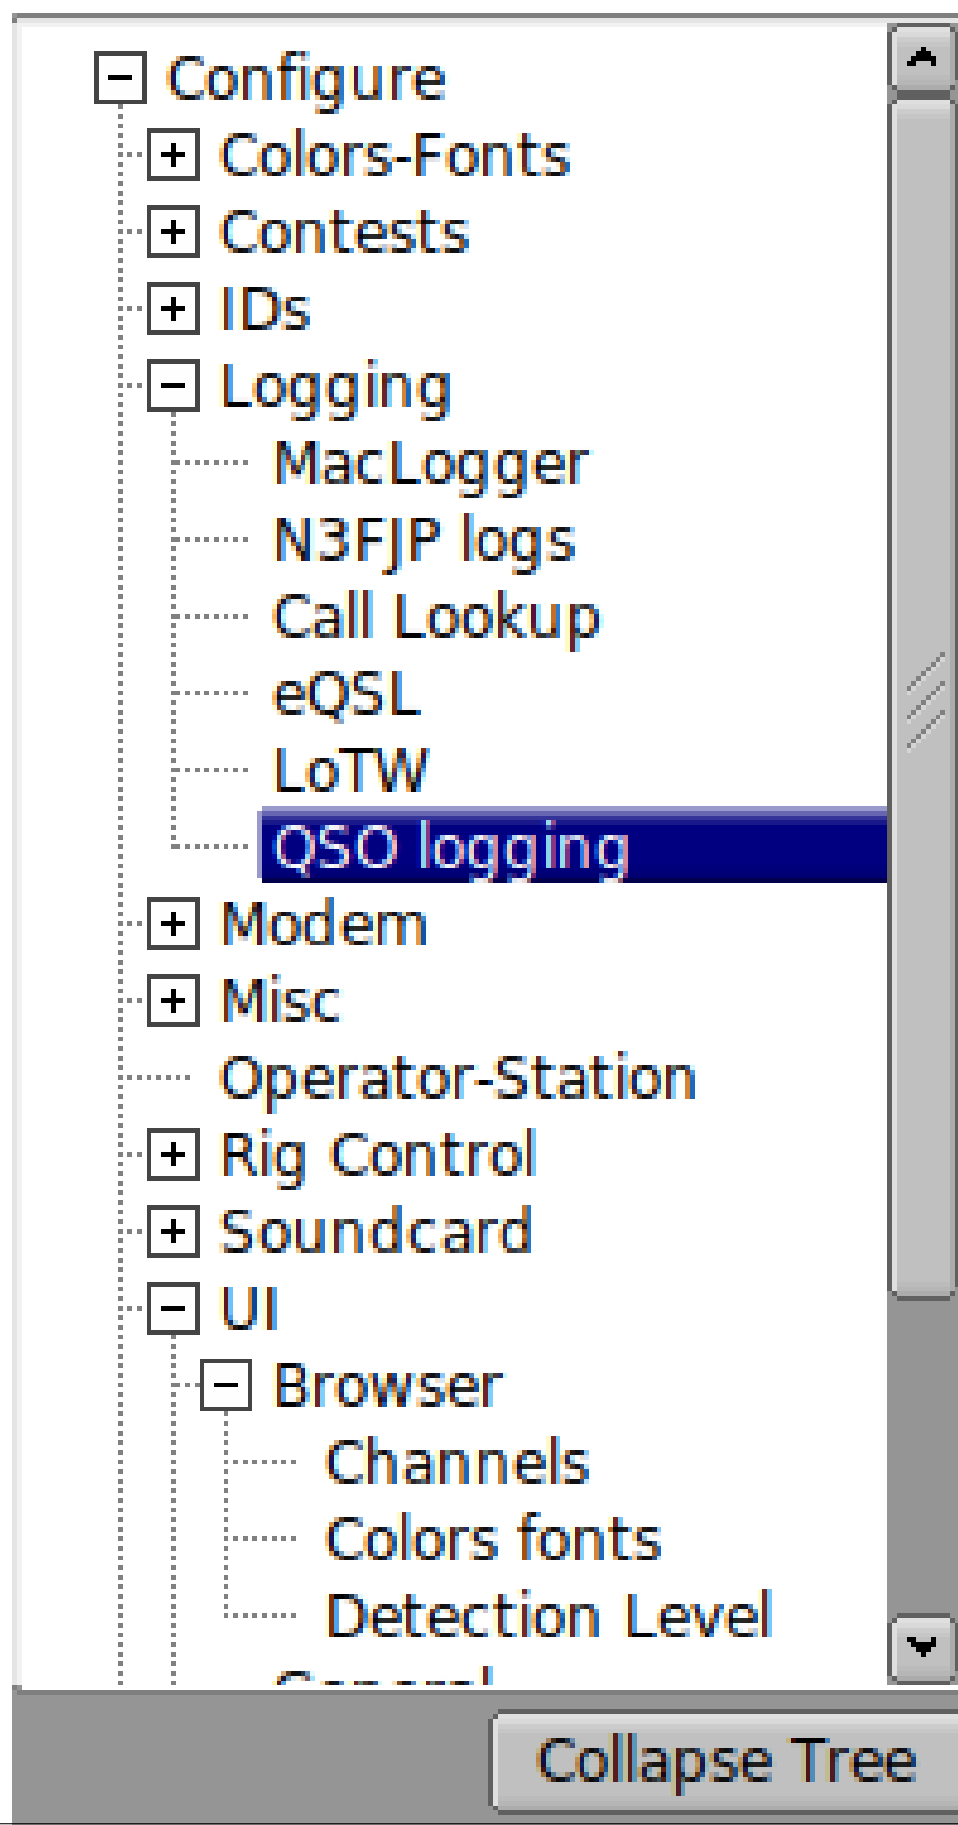 Configure
Colors-Fonts
Contests
IDs
Logging
MacLogger
N3FJP logs
Call Lookup
eQSL
LoTW
QSO logging
Modem
Misc
Operator-Station
Rig Control
Soundcard
UI
Browser
Channels
Colors fonts
Detection Level
Collapse Tree